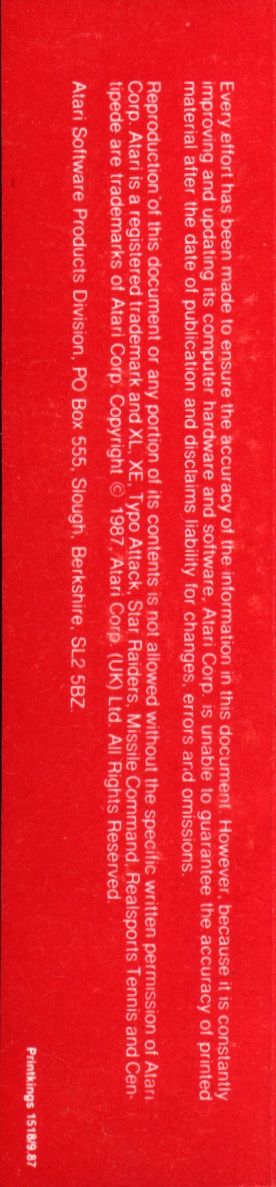 Every effort has been made to ensure the accuracy of the information in this document. However, because it is constantly
improving and updating its computer hardware and software, Atari Corp. is unable to guarantee the accuracy of printed
material after the date of publication and disclaims liability for changes, errors and omissions.
Reproduction of this document or any portion of its contents is not allowed without the specific written permission of Atari
Corp. Atari is a registered trademark and XL, XE, Typo Attack, Star Raiders, Missile Command, Realsports Tennis and Cen-
tipede are trademarks of Atari Corp. Copyright © 1987, Atari Corp. (UK) Ltd. All Rights Reserved.
Atari Software Products Division, PO Box 555, Slough, Berkshire, SL2 5BZ.
Printkings 1518/9.87